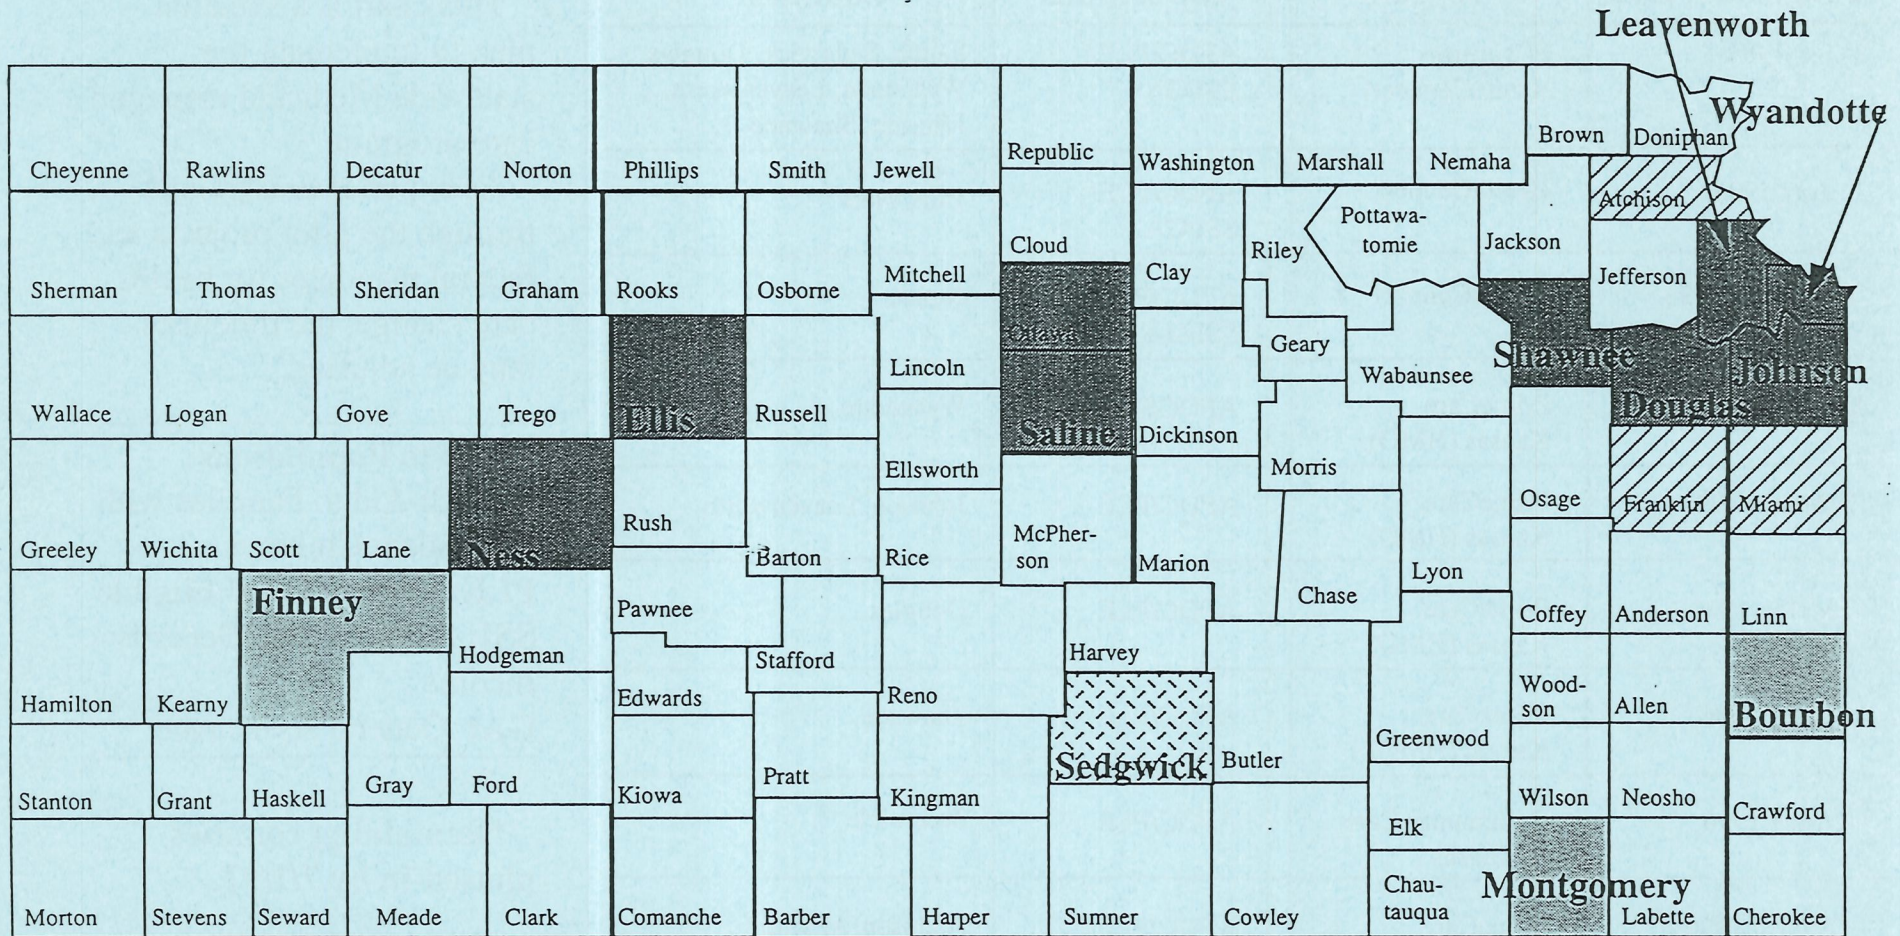 Leavenworth
Wyandotte
Brown
Doniphan
Republic
Cheyenne
Rawlins
Decatur
Norton
Phillips
Smith
Jewell
Washington
Marshall
Nemaha
Atchison
Pottawa-
tomie
Cloud
Riley
Jackson
Clay
Mitchell
Jefferson
Sherman
Thomas
Sheridan
Graham
Rooks
Osborne
Ottawa
Geary
Shawnee
Lincoln
Wabaunsee
Johnson
Wallace
Logan
Gove
Trego
Ellis
Russell
Saline
Dickinson
Douglas
Ellsworth
Morris
Osage
Franklin
Miami
Rush
McPher-
son
Greeley
Wichita
Scott
Lane
Ness
Barton
Rice
Marion
Lyon
Finney
Pawnee
Chase
Coffey
Anderson
Linn
Hodgeman
Stafford
Harvey
Hamilton
Kearny
Edwards
Reno
Wood-
son
Allen
Bourbon
Greenwood
Sedgwick
Butler
Stanton
Grant
Haskell
Gray
Ford
Kiowa
Pratt
Kingman
Wilson
Neosho
Crawford
Elk
Chau-
tauqua
Montgomery
Morton
Stevens
Seward
Meade
Clark
Comanche
Barber
Harper
Sumner
Cowley
Labette
Cherokee